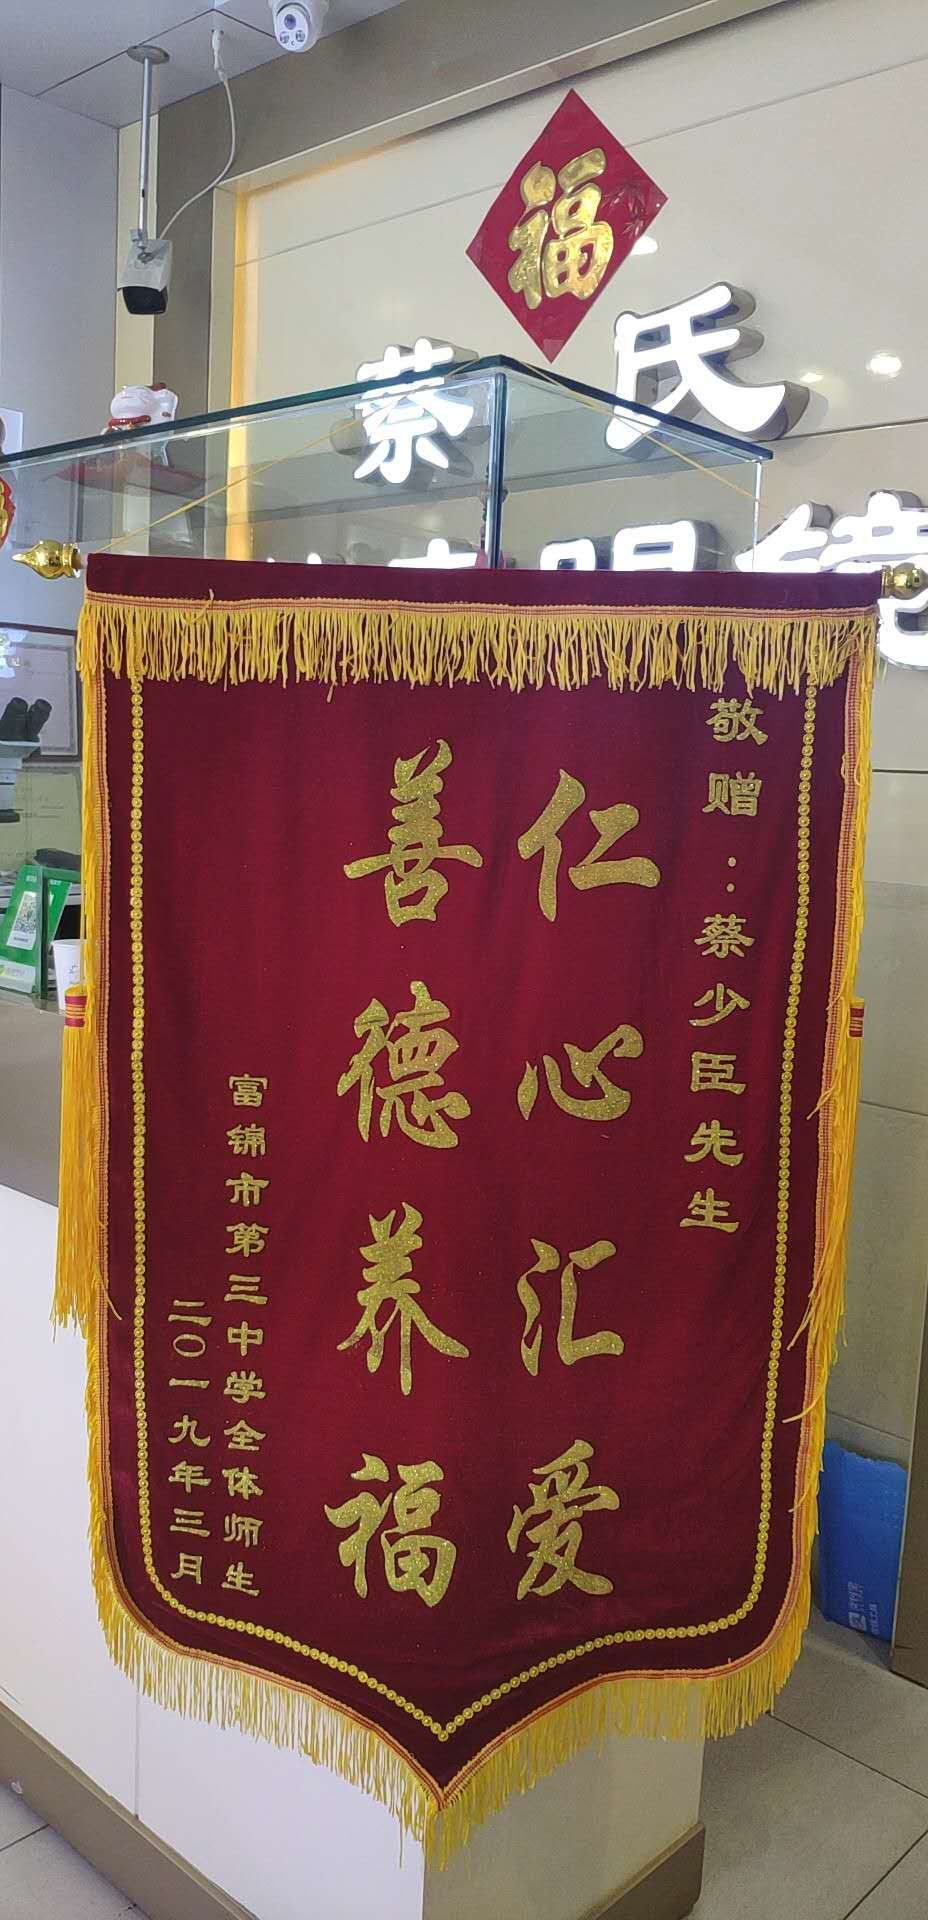 福
蔡氏
敬赠：蔡少臣先生
仁心汇爱
善德养福
富锦市第三中学全体师生
二〇一九年三月